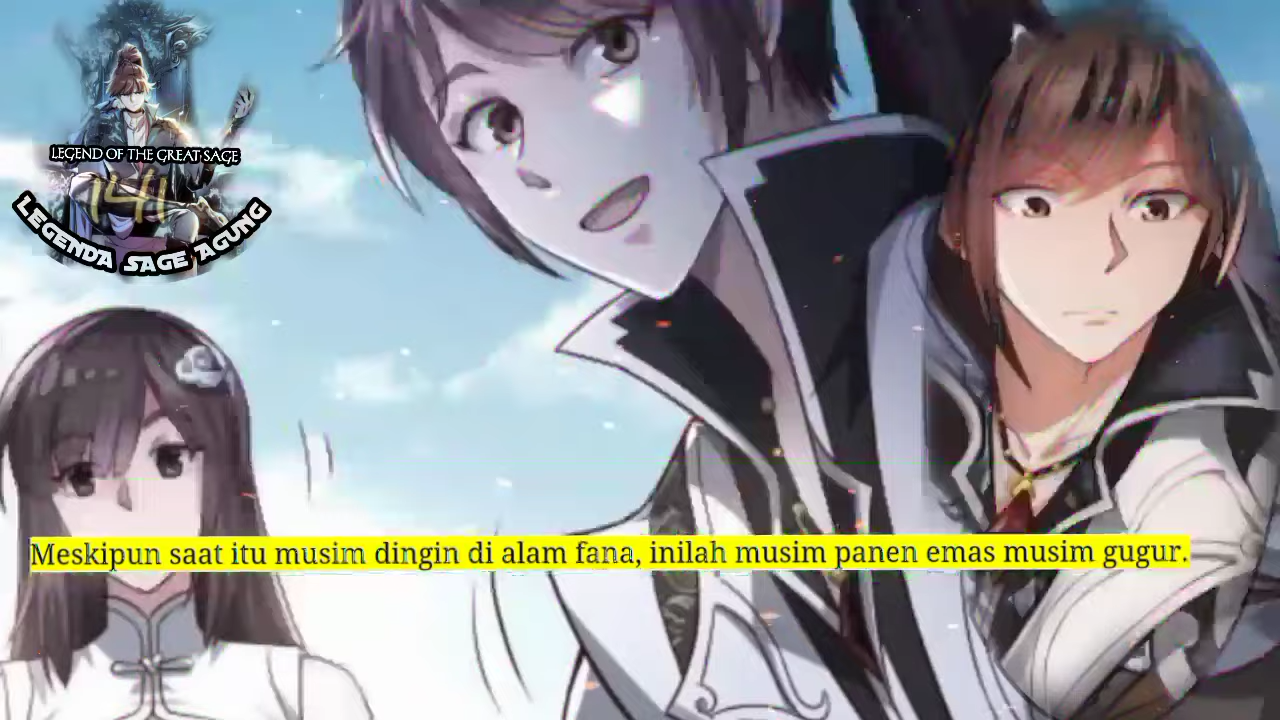 LEGEND OF THE GREAT SAGE
141
LEGENDA SAGE AGUNG
Meskipun saat itu musim dingin di alam fana, inilah musim panen emas musim gugur.